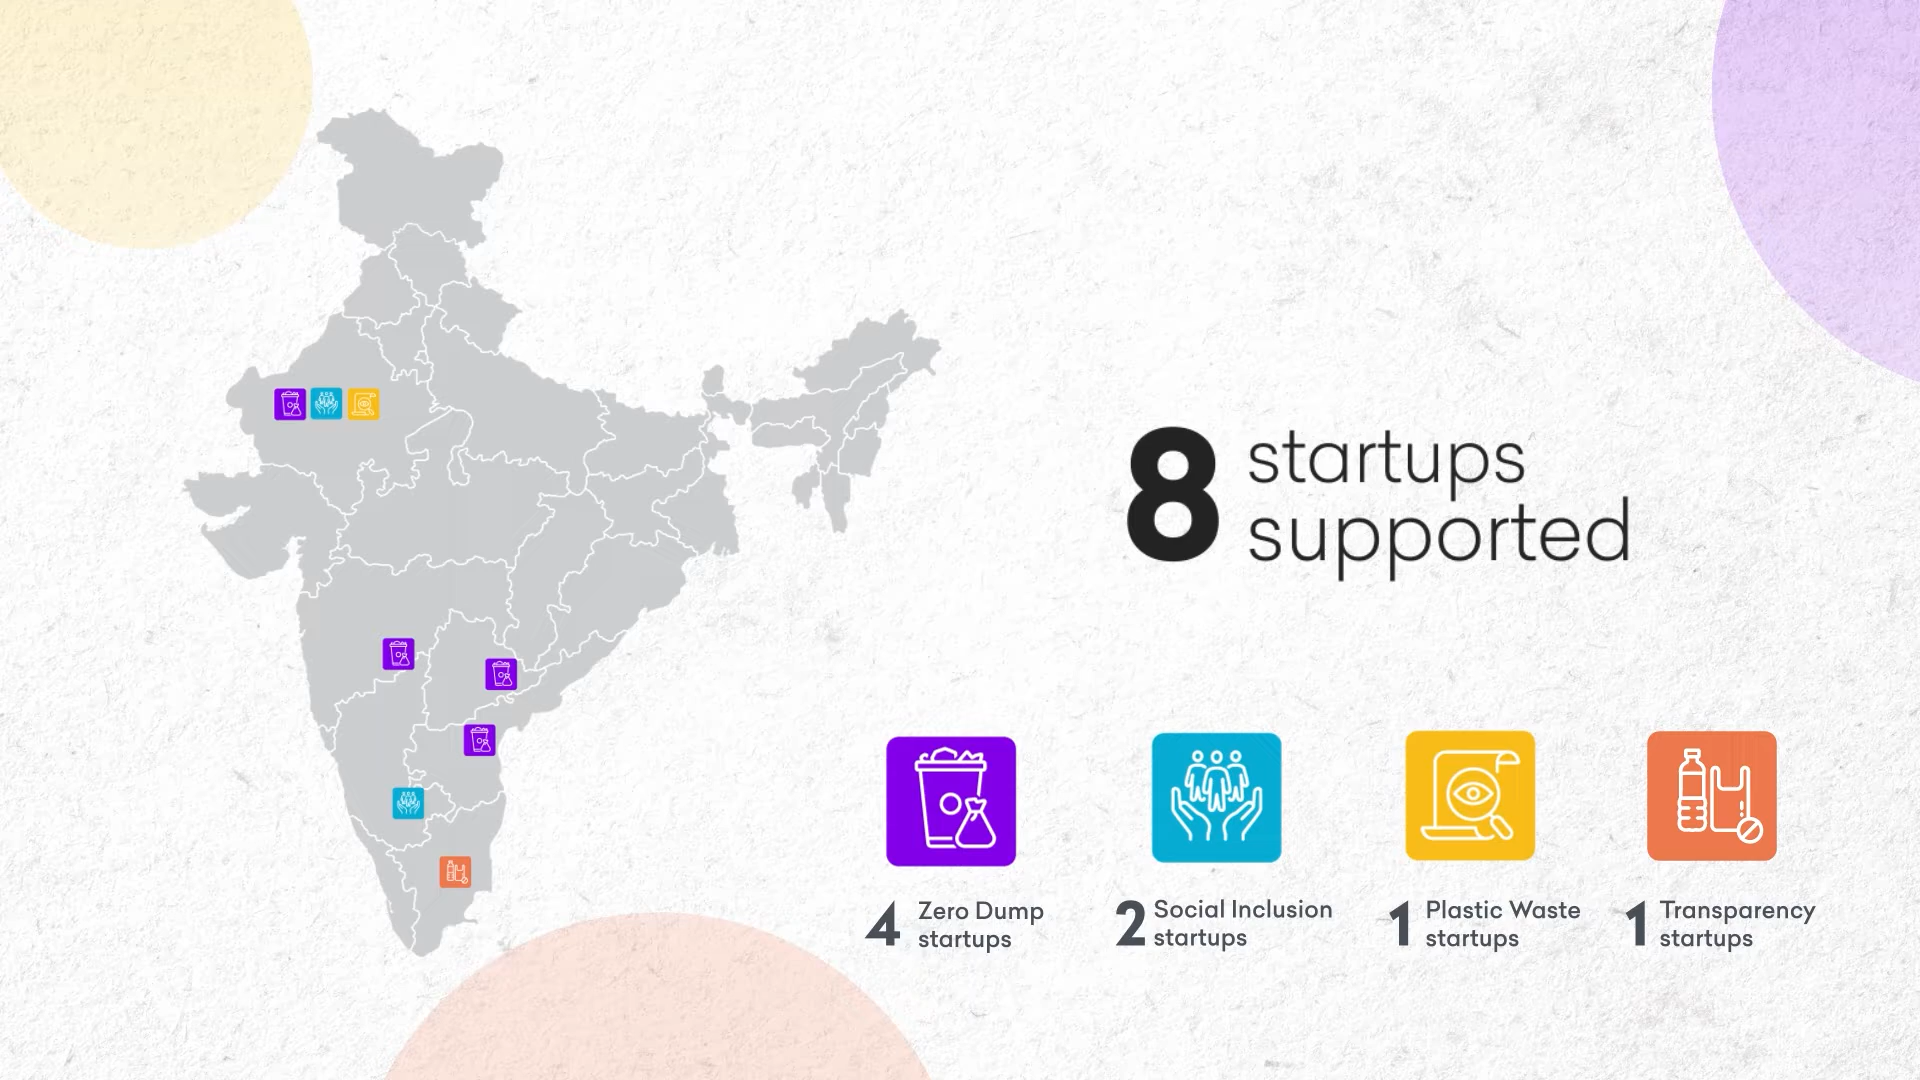 8 startups
supported
4 Zero Dump
startups
2 Social Inclusion
startups
1 Plastic Waste
startups
1 Transparency
startups